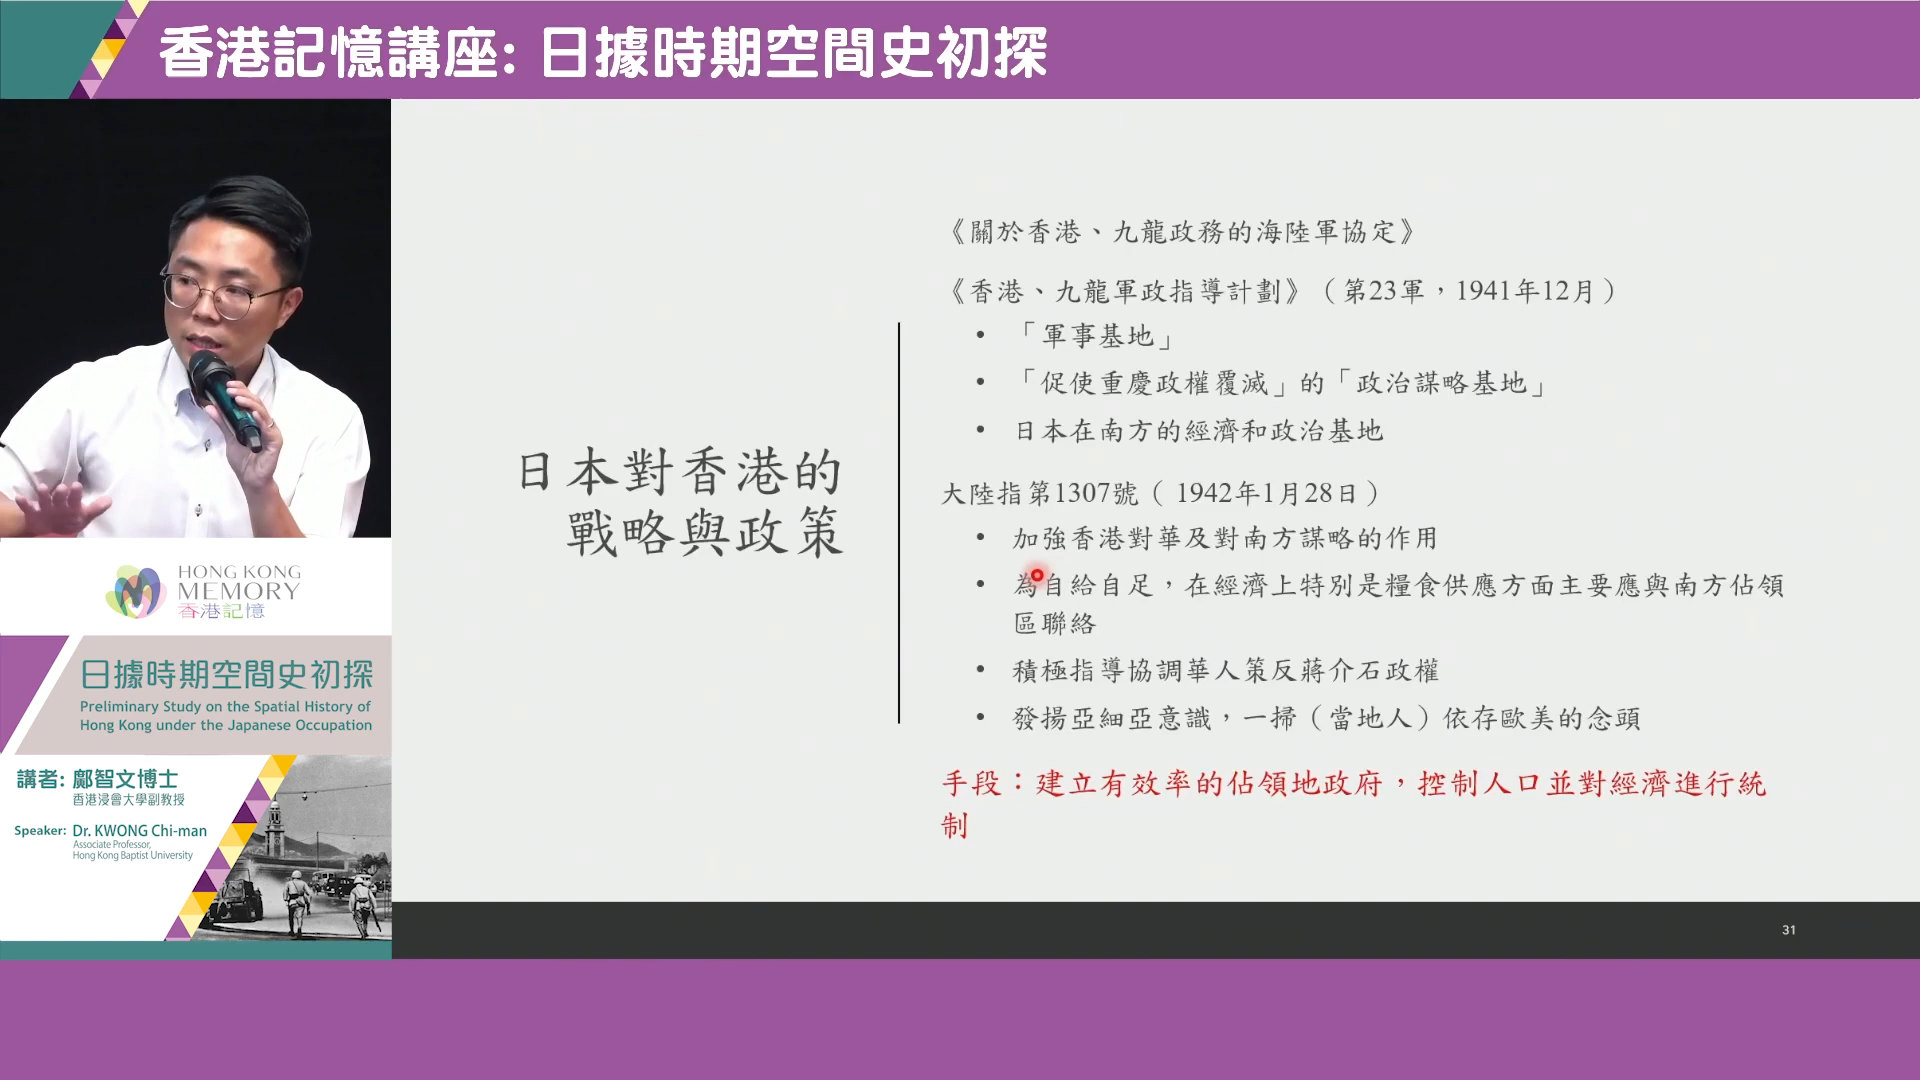 香港記憶講座: 日據時期空間史初探
HONG KONG
MEMORY
香港記憶
日據時期空間史初探
Preliminary Study on the Spatial History of
Hong Kong under the Japanese Occupation
講者: 鄺智文博士
香港浸會大學副教授
Speaker: Dr. KWONG Chi-man
Associate Professor,
Hong Kong Baptist University
日本對香港的
戰略與政策
《關於香港、九龍政務的海陸軍協定》
《香港、九龍軍政指導計劃》（第23軍，1941年12月）
• 「軍事基地」
• 「促使重慶政權覆滅」的「政治謀略基地」
• 日本在南方的經濟和政治基地
大陸指第1307號（ 1942年1月28日）
• 加強香港對華及對南方謀略的作用
• 為自給自足，在經濟上特別是糧食供應方面主要應與南方佔領
區聯絡
• 積極指導協調華人策反蔣介石政權
• 發揚亞細亞意識，一掃（當地人）依存歐美的念頭
手段：建立有效率的佔領地政府，控制人口並對經濟進行統
制
31